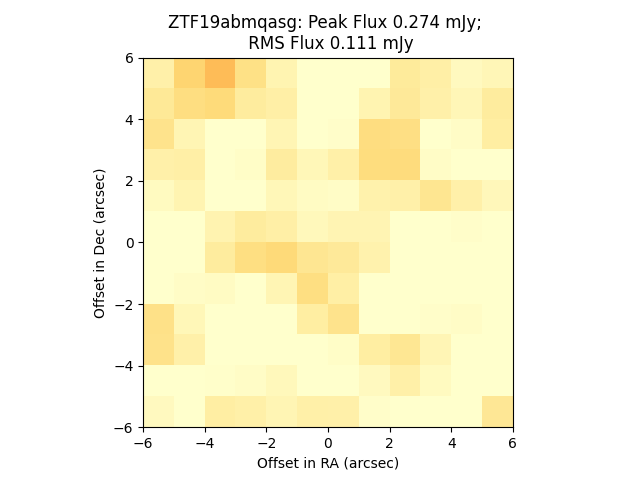 ZTF19abmqasg: Peak Flux 0.274 mJy;
RMS Flux 0.111 mJy
6
4
2
0
−2
−4
−6
Offset in Dec (arcsec)
−6 −4 −2 0 2 4 6
Offset in RA (arcsec)